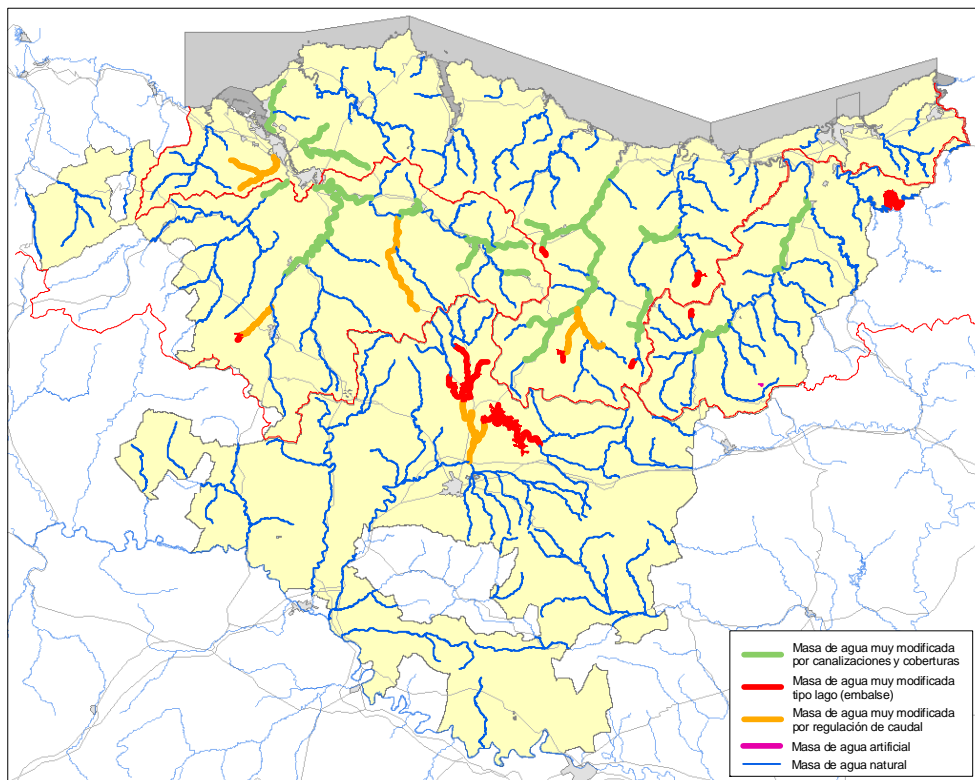 Masa de agua muy modificada
por canalizaciones y coberturas
Masa de agua muy modificada
tipo lago (embalse)
Masa de agua muy modificada
por regulación de caudal
Masa de agua artificial
Masa de agua natural